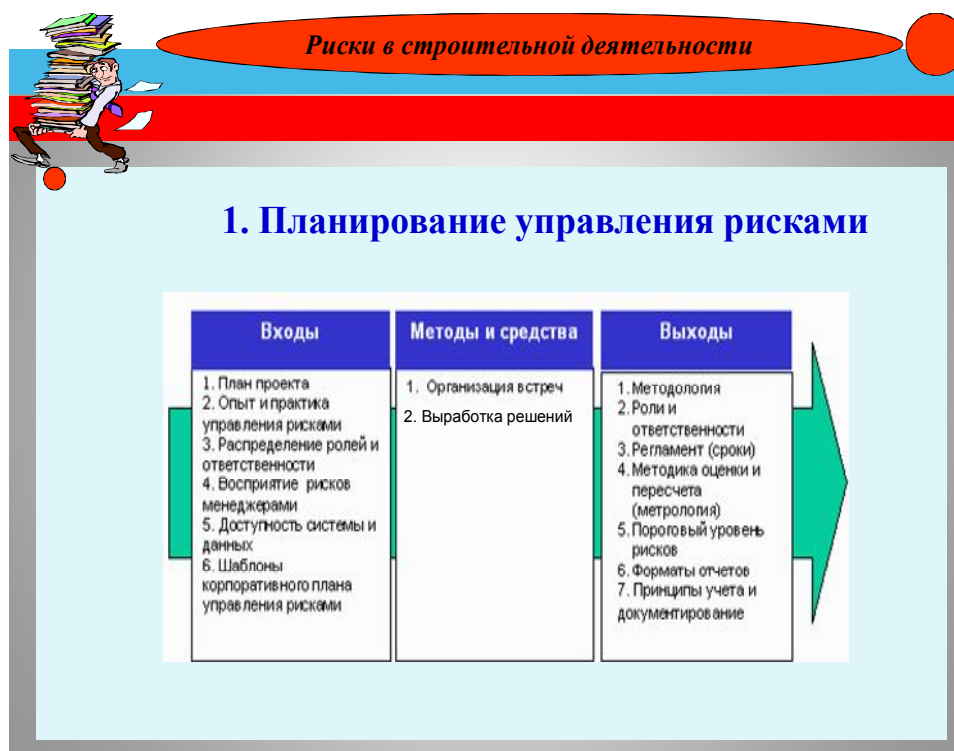 Риски в строительной деятельности
1. Планирование управления рисками
Входы
1. План проекта
2. Опыт и практика
управления рисками
3. Распределение ролей и
ответственности
4. Восприятие рисков
менеджерами
5. Доступность системы и
данных
6. Шаблоны
корпоративного плана
управления рисками
Методы и средства
1. Организация встреч
2. Выработка решений
Выходы
1. Методология
2. Роли и
ответственности
3. Регламент (сроки)
4. Методика оценки и
пересчета
(метрология)
5. Пороговый уровень
рисков
6. Форматы отчетов
7. Принципы учета и
документирование